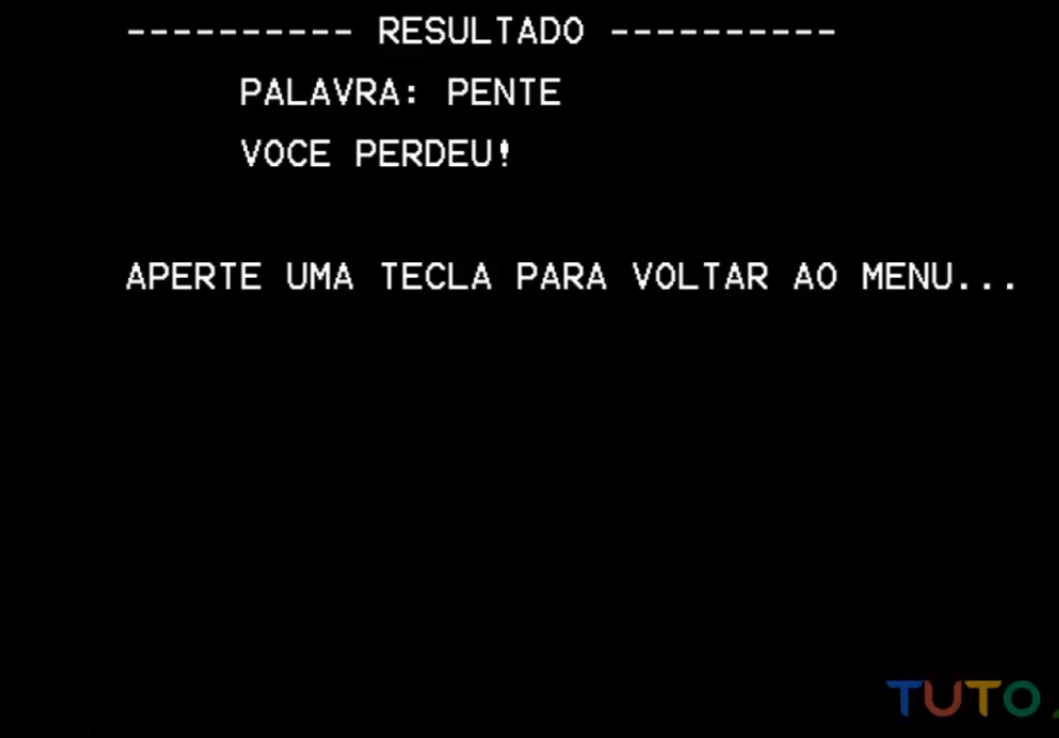 ---------- RESULTADO ----------
PALAVRA: PENTE
VOCE PERDEU!
APERTE UMA TECLA PARA VOLTAR AO MENU...
TUTO